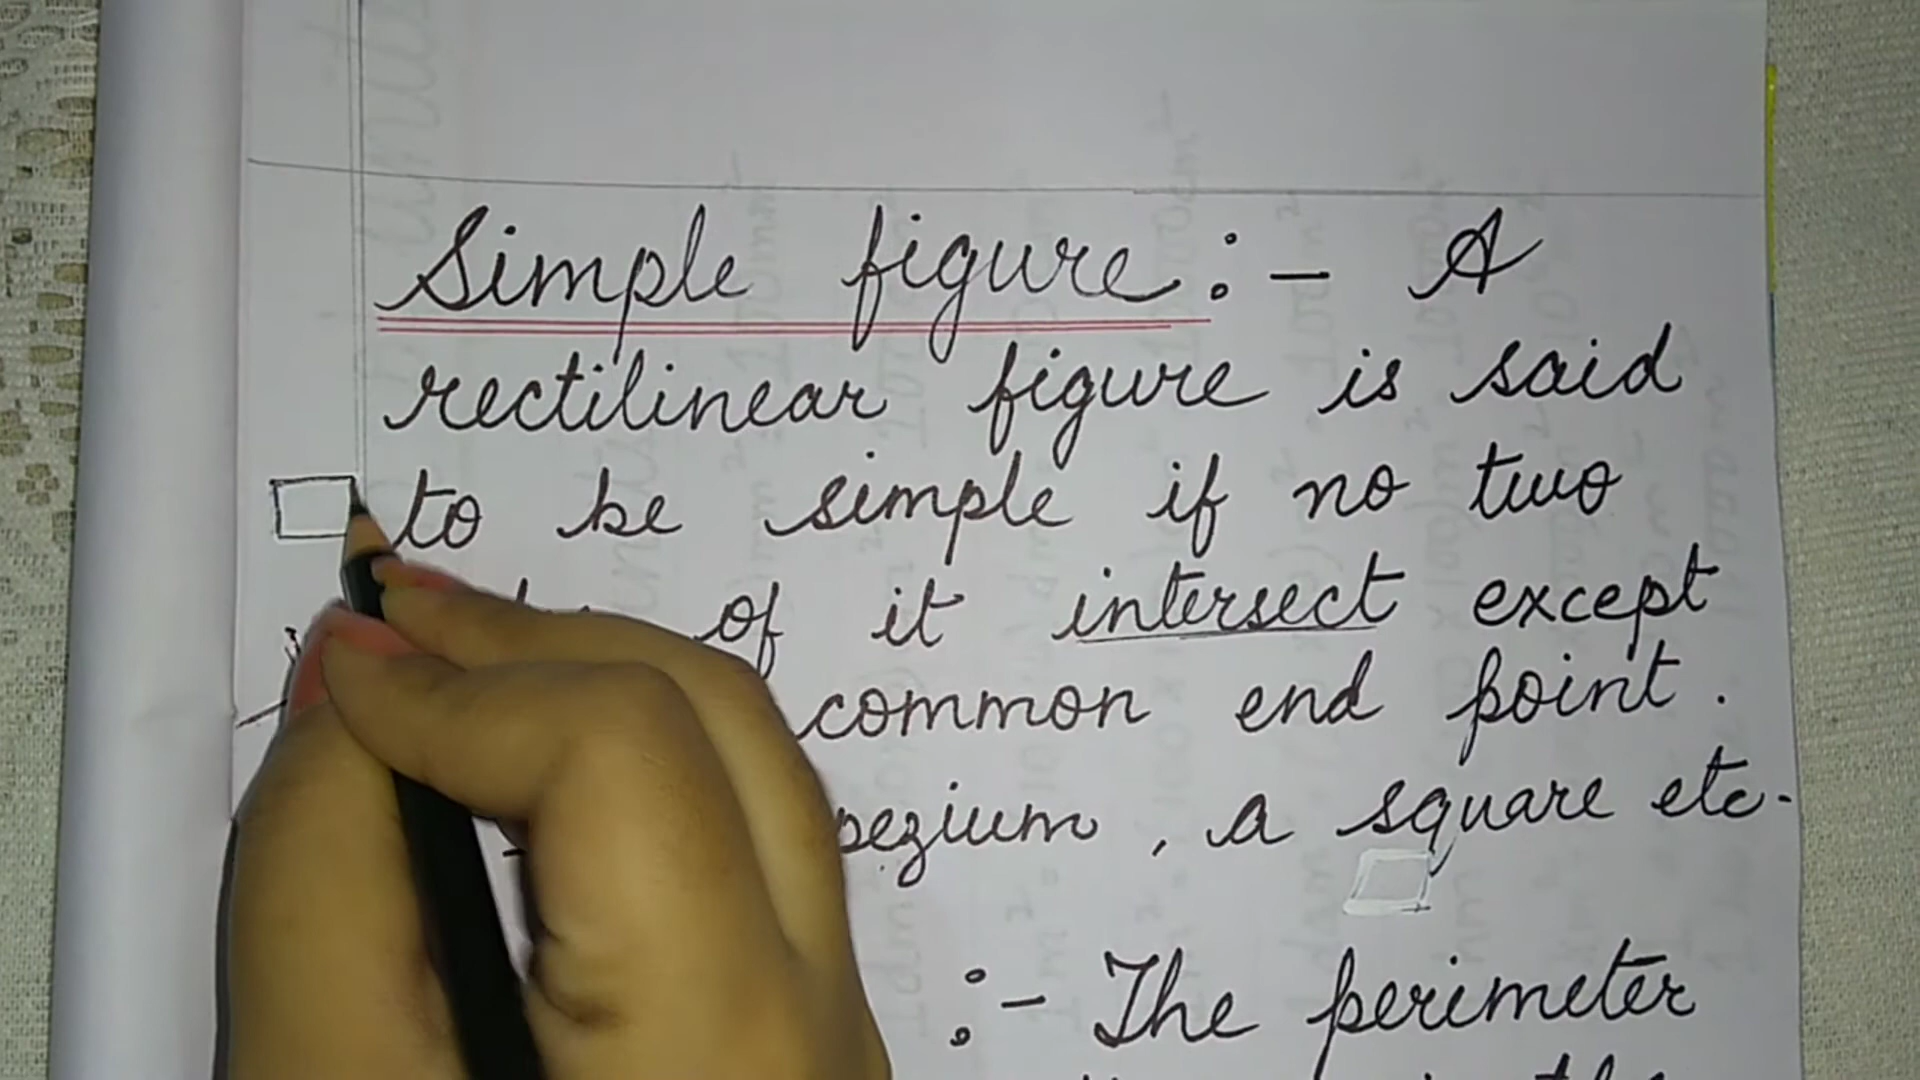 Simple figure :- A
rectilinear figure is said
to be simple if no two
of it intersect except
common end point.
, a square etc.
:- The perimeter